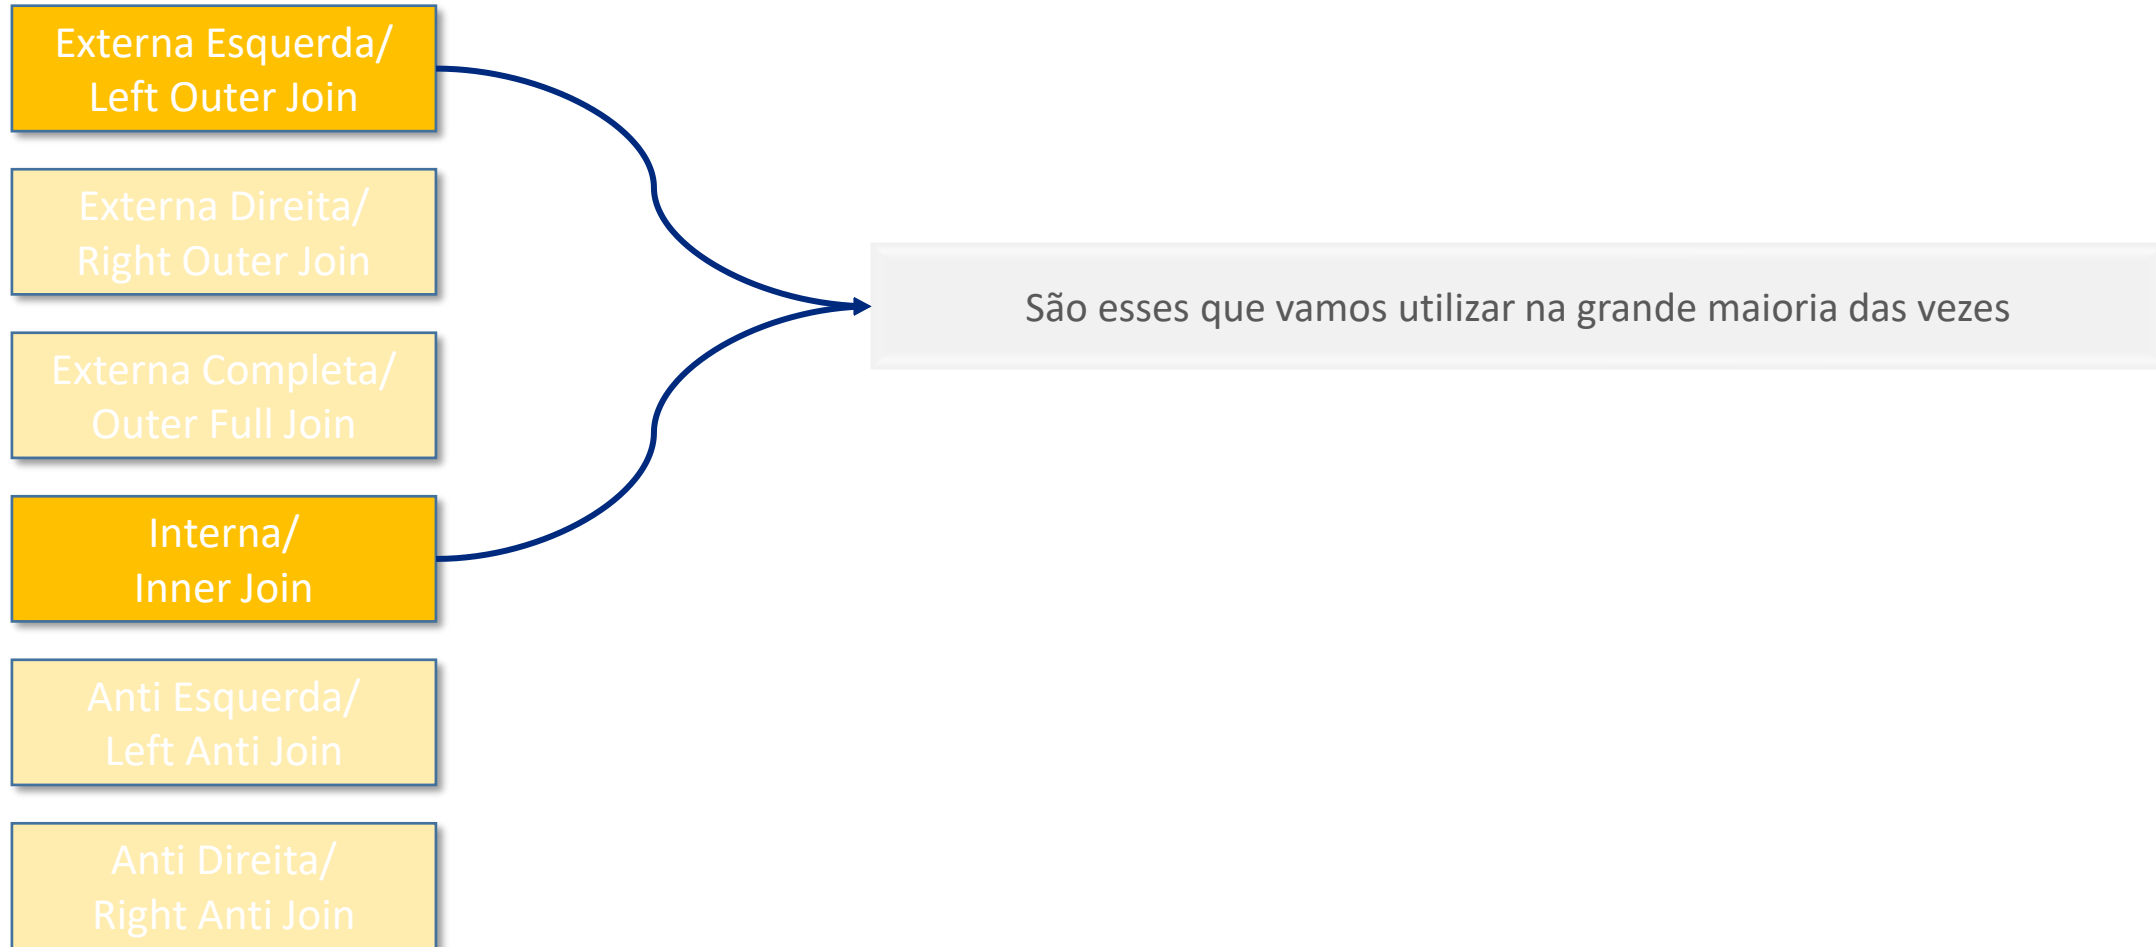 Externa Esquerda/
Left Outer Join
Externa Direita/
Right Outer Join
Externa Completa/
Outer Full Join
Interna/
Inner Join
Anti Esquerda/
Left Anti Join
Anti Direita/
Right Anti Join
São esses que vamos utilizar na grande maioria das vezes